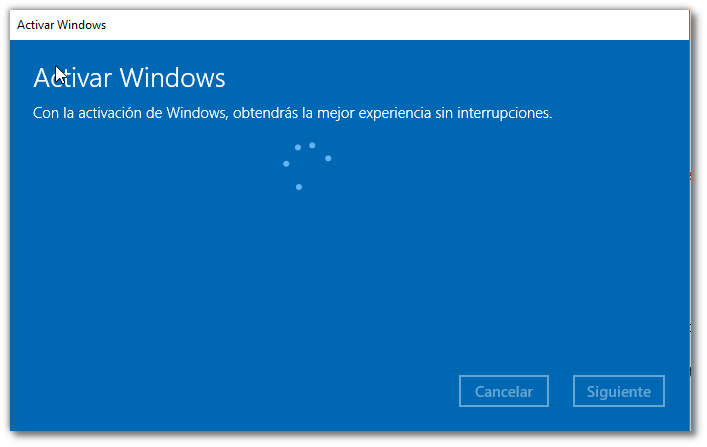 Activar Windows
Activar Windows
Con la activación de Windows, obtendrás la mejor experiencia sin interrupciones.
Cancelar
Siguiente